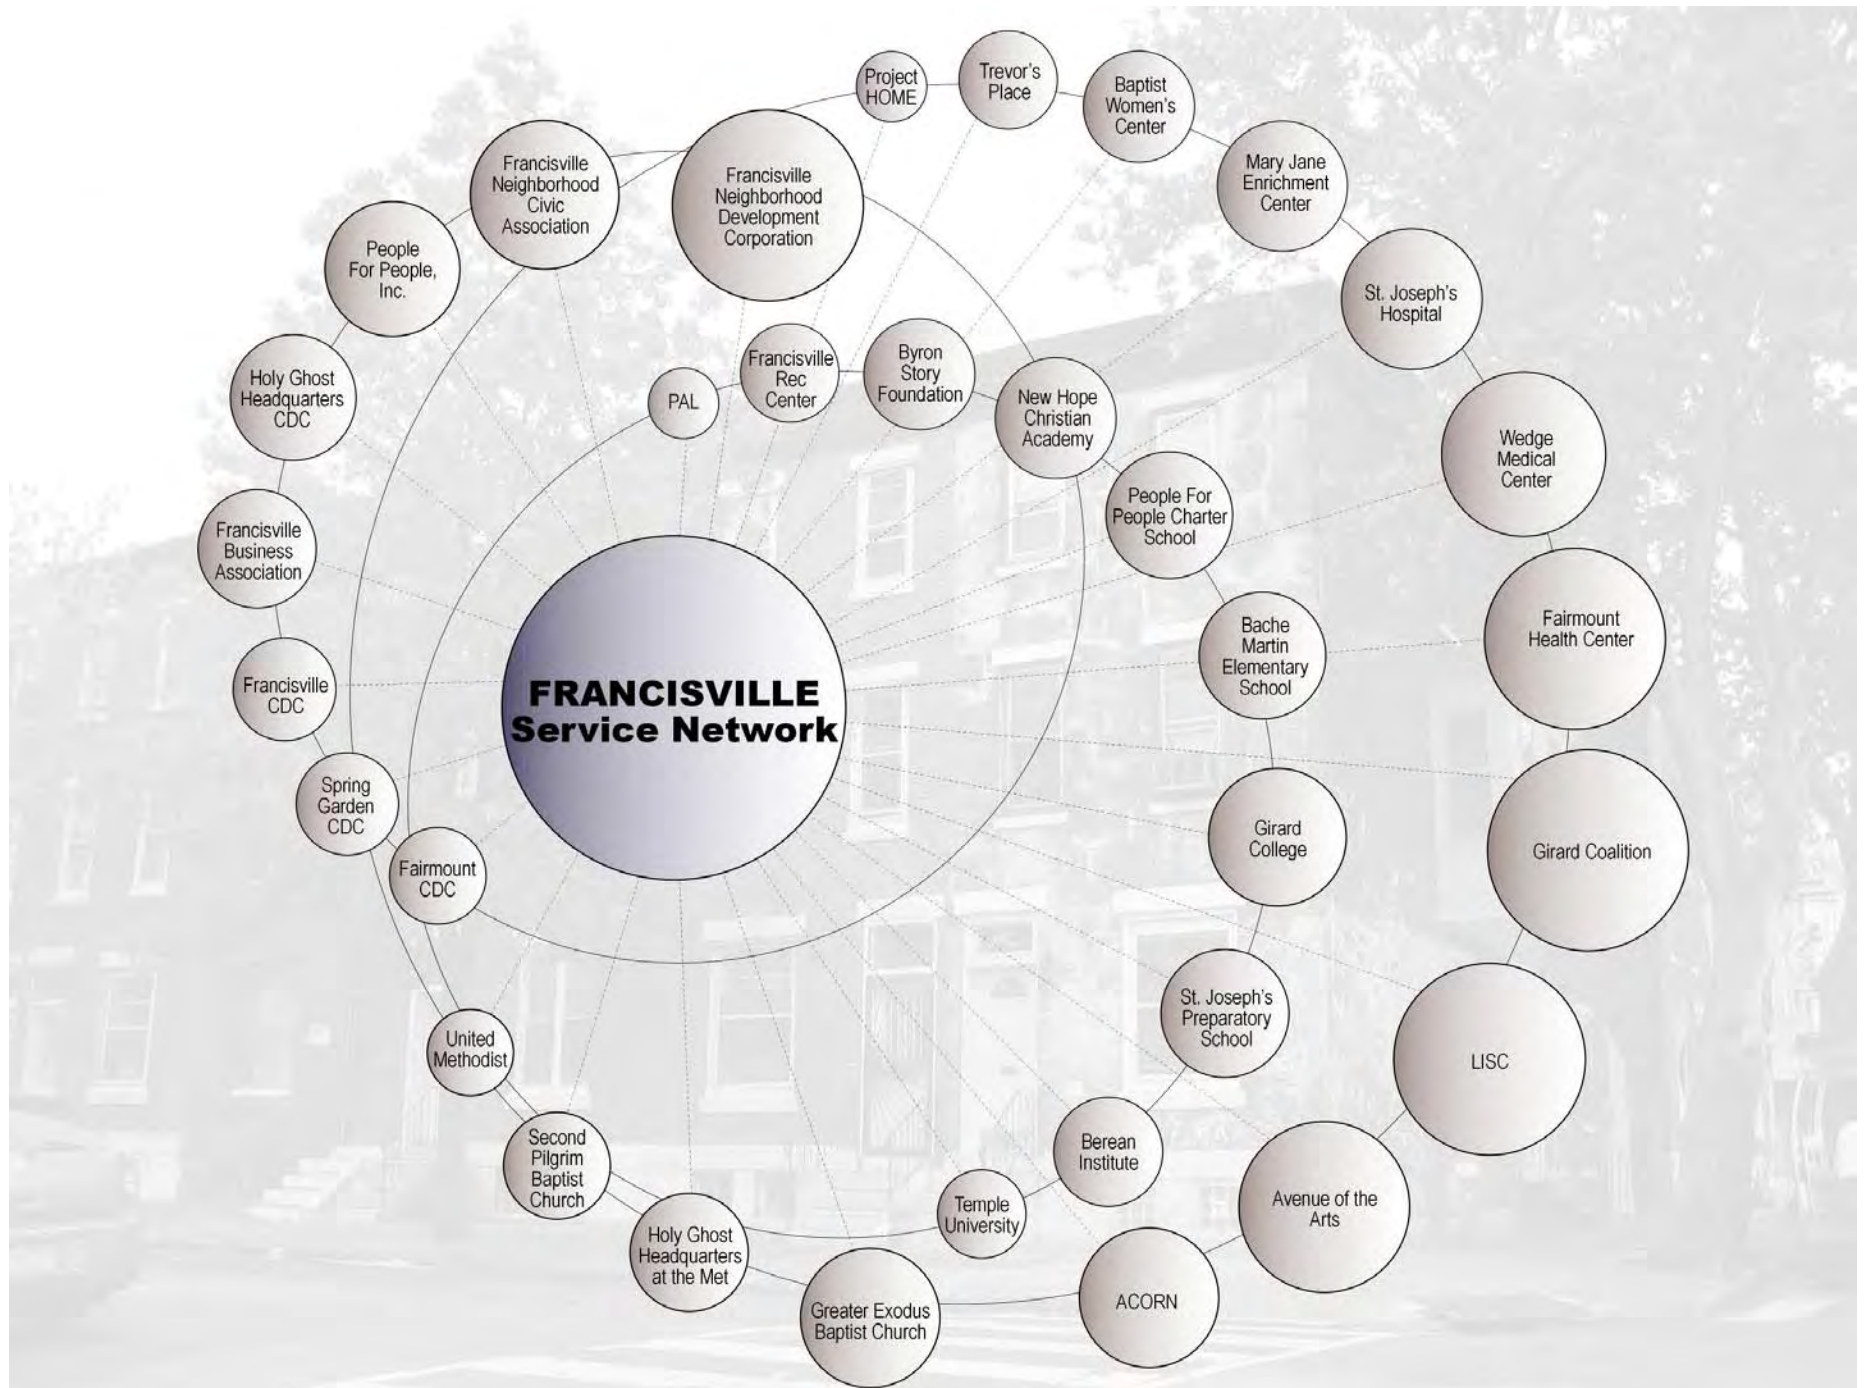 Project
HOME
Trevor's
Place
Baptist
Women's
Center
Mary Jane
Enrichment
Center
St. Joseph's
Hospital
Wedge
Medical
Center
Fairmount
Health Center
Girard Coalition
LISC
Avenue of the
Arts
ACORN
Greater Exodus
Baptist Church
Holy Ghost
Headquarters
at the Met
Second
Pilgrim
Baptist
Church
United
Methodist
Fairmount
CDC
Spring
Garden
CDC
Francisville
CDC
Francisville
Business
Association
Holy Ghost
Headquarters
CDC
People
For People,
Inc.
Francisville
Neighborhood
Civic
Association
Francisville
Neighborhood
Development
Corporation
PAL
Francisville
Rec
Center
Byron
Story
Foundation
New Hope
Christian
Academy
People For
People Charter
School
Bache
Martin
Elementary
School
Girard
College
St. Joseph's
Preparatory
School
Berean
Institute
Temple
University
FRANCISVILLE
Service Network